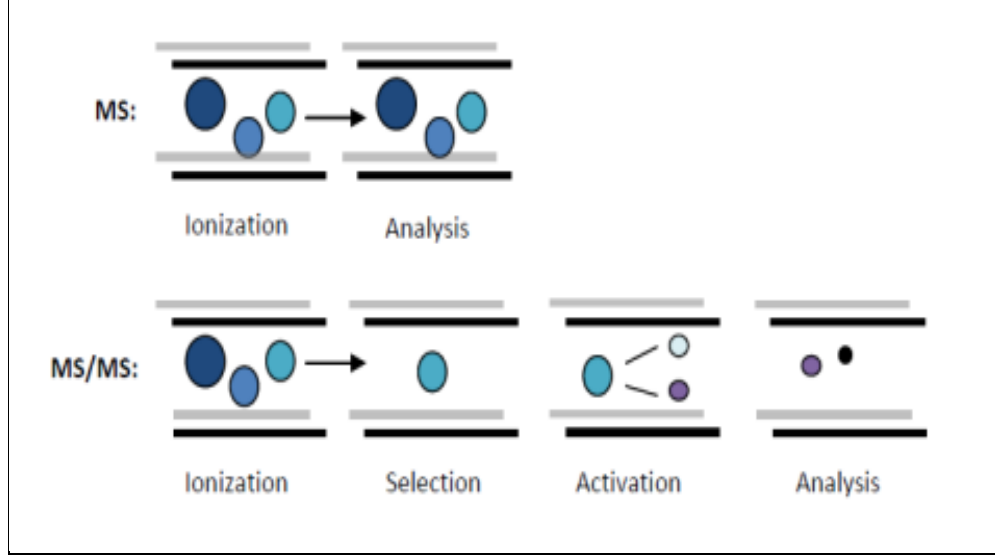 MS:
Ionization Analysis
MS/MS:
Ionization Selection Activation Analysis